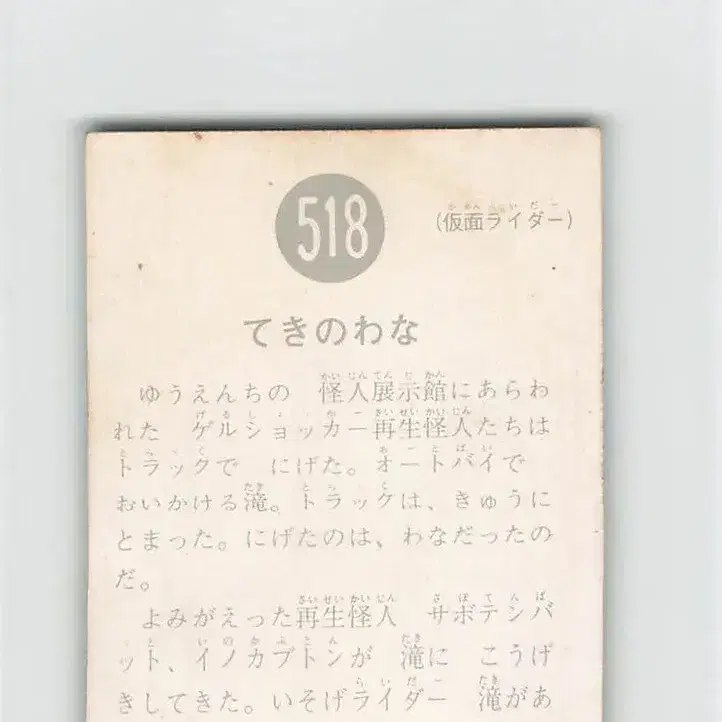 518
(仮面ライダー)
てきのわな
ゆうえんちの 怪人展示館にあらわ
れた ゲルショッカー再生怪人たちは
トラックで にげた。オートバイで
おいかける滝。トラックは、きゅうに
とまった。にげたのは、わなだったの
だ。
よみがえった再生怪人 サボテンバ
ット、イノカブトンが 滝に こうげ
きしてきた。いそげライダー 滝があ